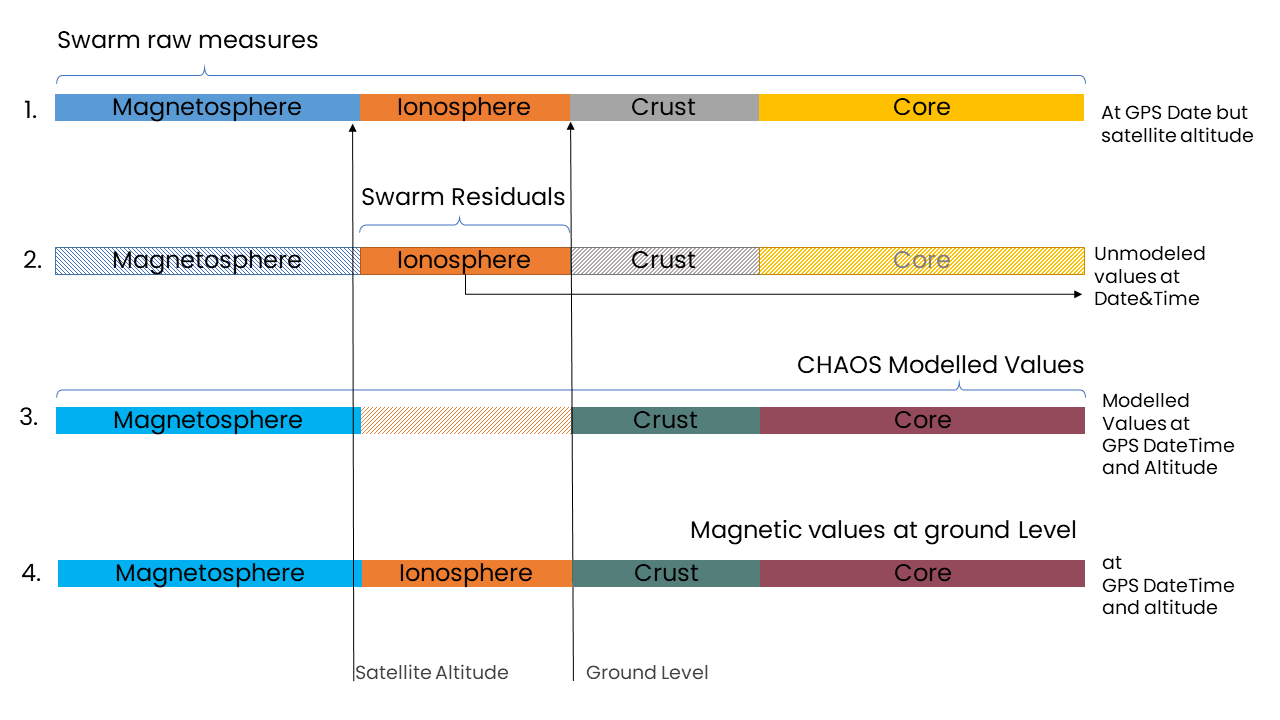 Swarm raw measures
1.
Magnetosphere
Ionosphere
Crust
Core
At GPS Date but
satellite altitude
Swarm Residuals
2.
Magnetosphere
Ionosphere
Crust
Core
Unmodeled
values at
Date&Time
CHAOS Modelled Values
3.
Magnetosphere
Crust
Core
Modelled
Values at
GPS DateTime
and Altitude
Magnetic values at ground Level
4.
Magnetosphere
Ionosphere
Crust
Core
at
GPS DateTime
and altitude
Satellite Altitude
Ground Level